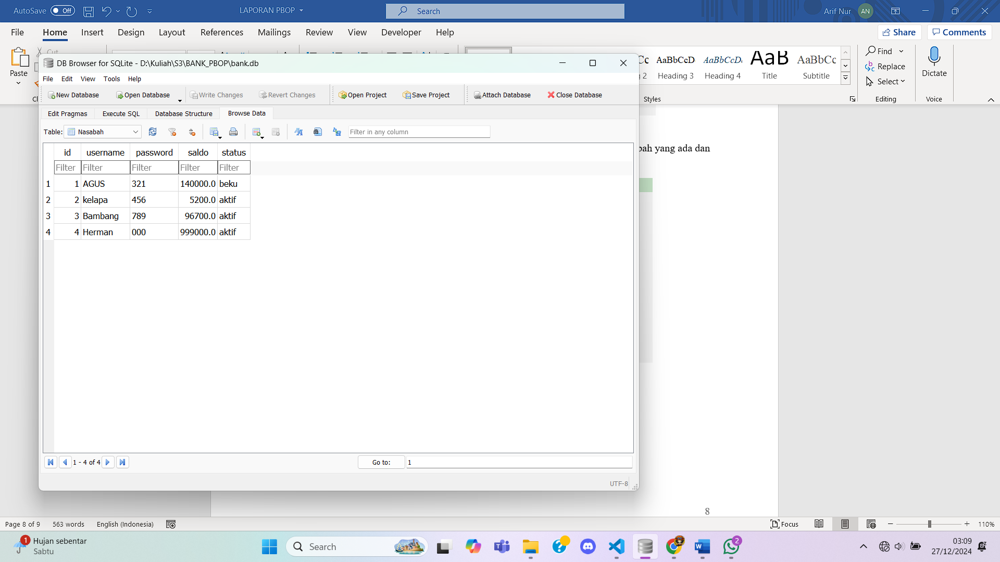 AutoSave Off LAPORAN PBOP Search Arif Nur AN
File Home Insert Design Layout References Mailings Review View Developer Help Share Comments
Paste Cut
AaBbCcD AaBbCcDi AaB AaBbCc
Heading 3 Heading 4 Title Subtitle
Styles
Find
Replace
Select
Editing
Dictate
Voice
DB Browser for SQLite - D:\Kuliah\S3\BANK_PBOP\bank.db
File Edit View Tools Help
New Database Open Database Write Changes Revert Changes Open Project Save Project Attach Database Close Database
Edit Pragmas Execute SQL Database Structure Browse Data
Table: Nasabah Filter in any column
id username password saldo status
Filter Filter Filter Filter Filter
1 1 AGUS 321 140000.0 beku
2 2 kelapa 456 5200.0 aktif
3 3 Bambang 789 96700.0 aktif
4 4 Herman 000 999000.0 aktif
1 - 4 of 4 Go to: 1
UTF-8
yang ada dan
8
Page 8 of 9 563 words English (Indonesia) Focus 110%
1 Hujan sebentar
Sabtu
Search
2
03:09
27/12/2024